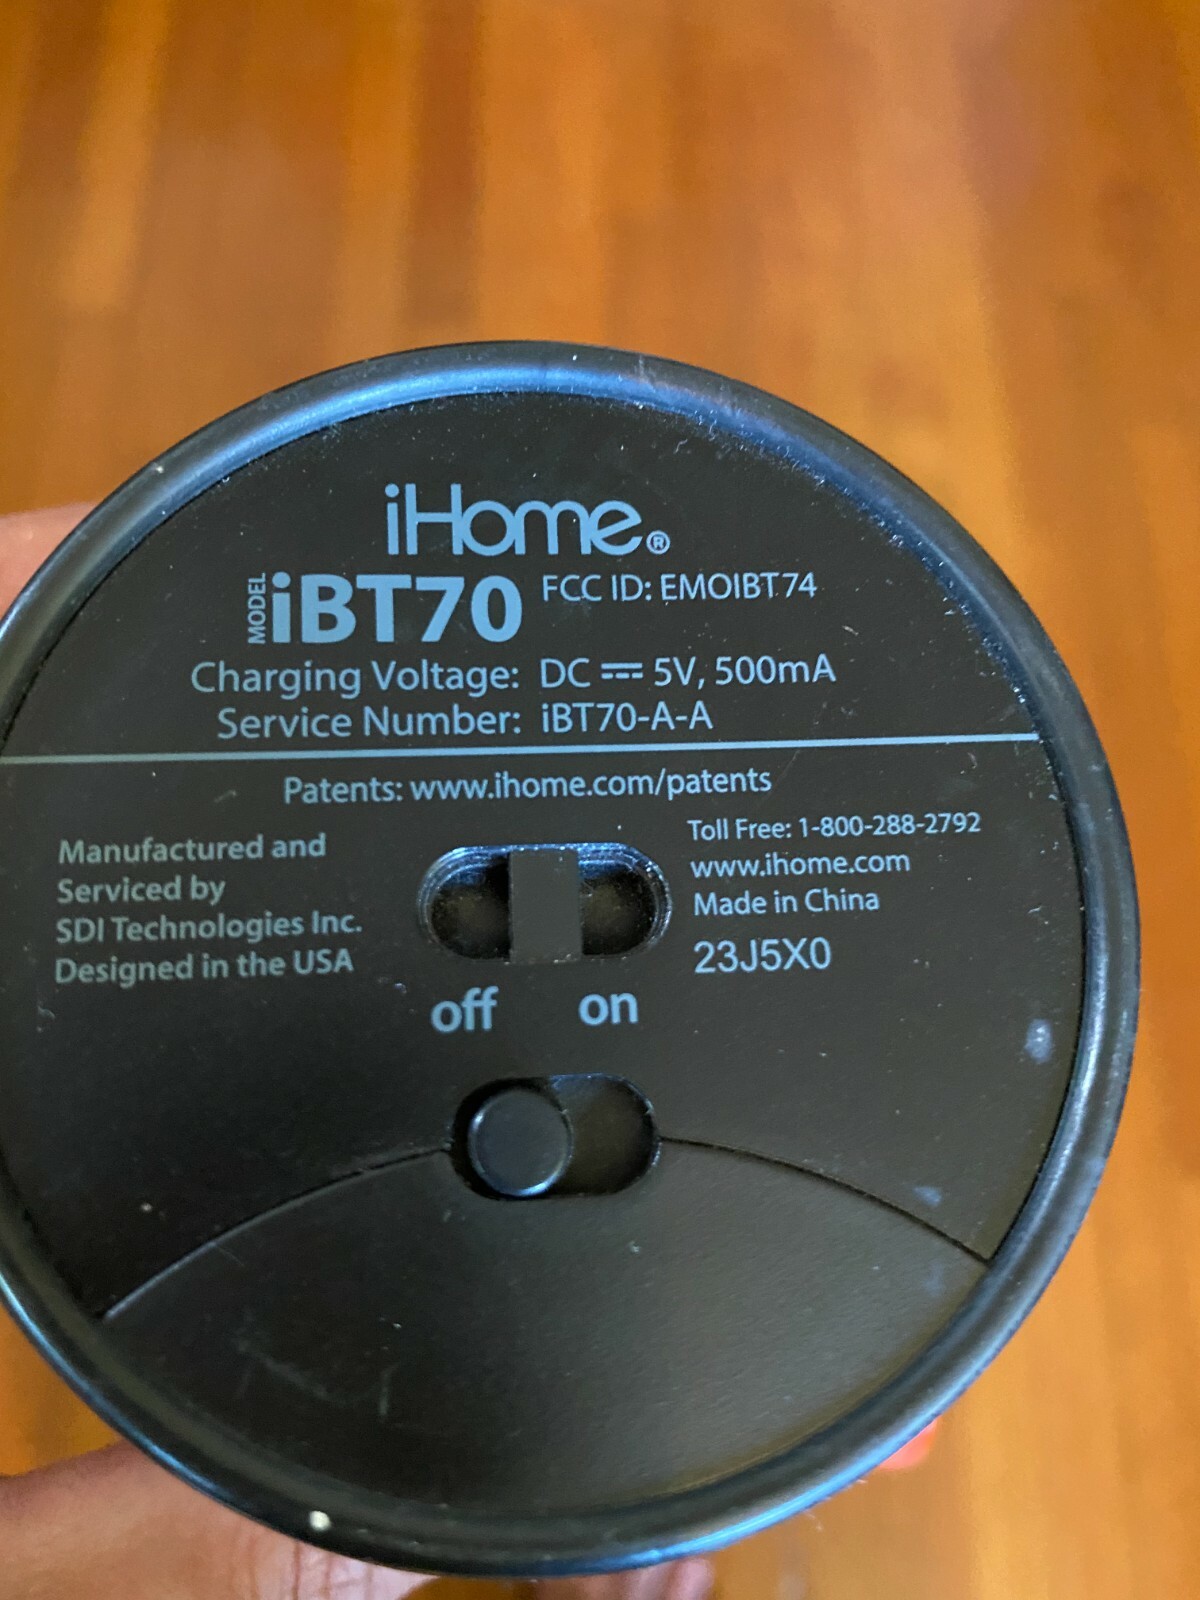 iHome®
MODEL iBT70 FCC ID: EMOIBT74
Charging Voltage: DC ⎓ 5V, 500mA
Service Number: iBT70-A-A
Patents: www.ihome.com/patents
Manufactured and
Serviced by
SDI Technologies Inc.
Designed in the USA
Toll Free: 1-800-288-2792
www.ihome.com
Made in China
23J5X0
off on